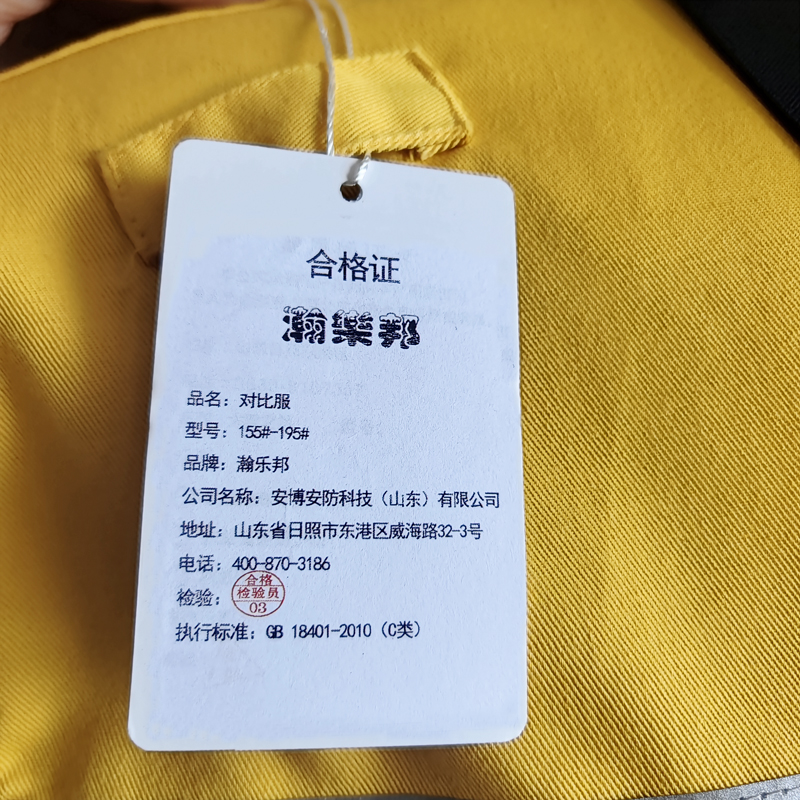 合格证
瀚樂邦
品名：对比服
型号：155#-195#
品牌：瀚乐邦
公司名称：安博安防科技（山东）有限公司
地址：山东省日照市东港区威海路32-3号
电话：400-870-3186
检验：
合格
检验员
03
执行标准：GB 18401-2010（C类）